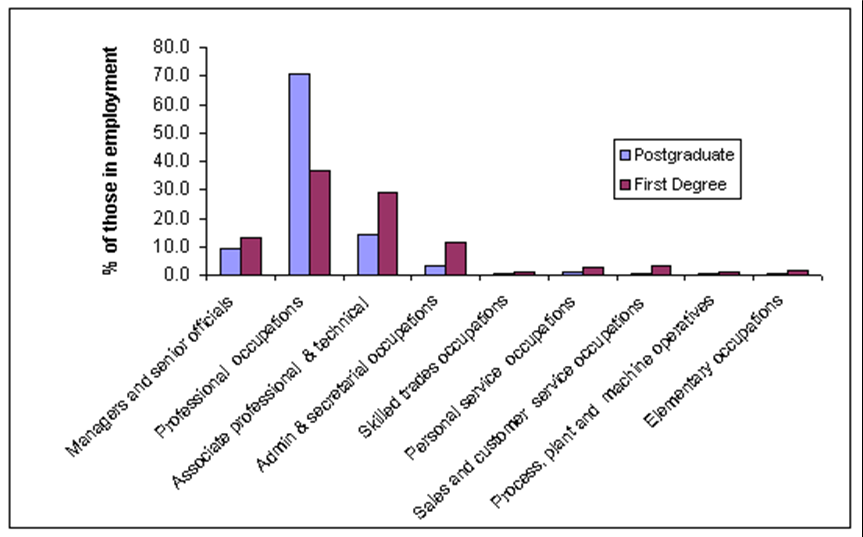 % of those in employment
80.0
70.0
60.0
50.0
40.0
30.0
20.0
10.0
0.0
Postgraduate
First Degree
Managers and senior officials
Professional occupations
Associate professional & technical
Admin & secretarial occupations
Skilled trades occupations
Personal service occupations
Sales and customer service occupations
Process, plant and machine operatives
Elementary occupations